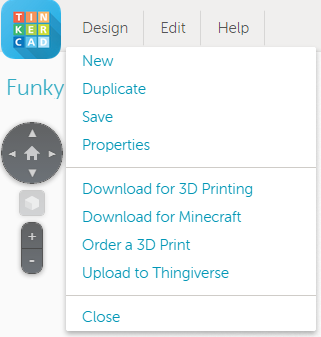 TIN
KER
CAD
Design Edit Help
Funky
New
Duplicate
Save
Properties
Download for 3D Printing
Download for Minecraft
Order a 3D Print
Upload to Thingiverse
Close
+
-